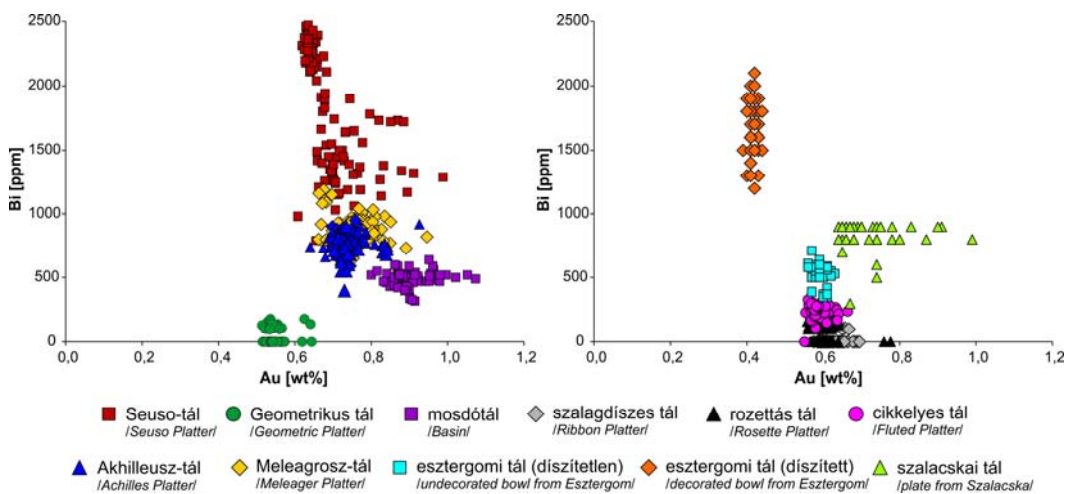 2500
2000
1500
1000
500
0
Bi [ppm]
0,0 0,2 0,4 0,6 0,8 1,0 1,2
Au [wt%]
2500
2000
1500
1000
500
0
Bi [ppm]
0,0 0,2 0,4 0,6 0,8 1,0 1,2
Au [wt%]
Seuso-tál Geometrikus tál mosdótál szalagdíszes tál rozettás tál cikkelyes tál
/Seuso Platter/ /Geometric Platter/ /Basin/ /Ribbon Platter/ /Rosette Platter/ /Fluted Platter/
Akhilleusz-tál Meleagrosz-tál esztergomi tál (díszítetlen) esztergomi tál (díszített) szalacskai tál
/Achilles Platter/ /Meleager Platter/ /undecorated bowl from Esztergom/ /decorated bowl from Esztergom/ /plate from Szalacska/